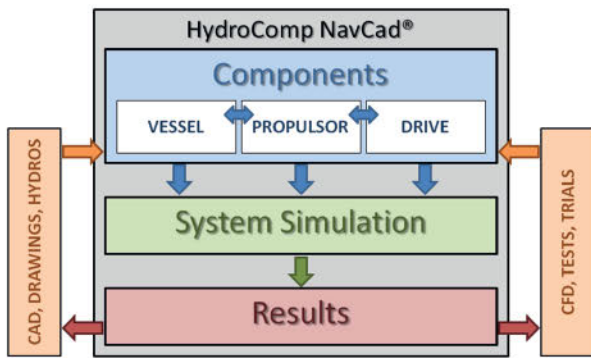 HydroComp NavCad®
Components
VESSEL
PROPULSOR
DRIVE
CAD, DRAWINGS, HYDROS
CFD, TESTS, TRIALS
System Simulation
Results